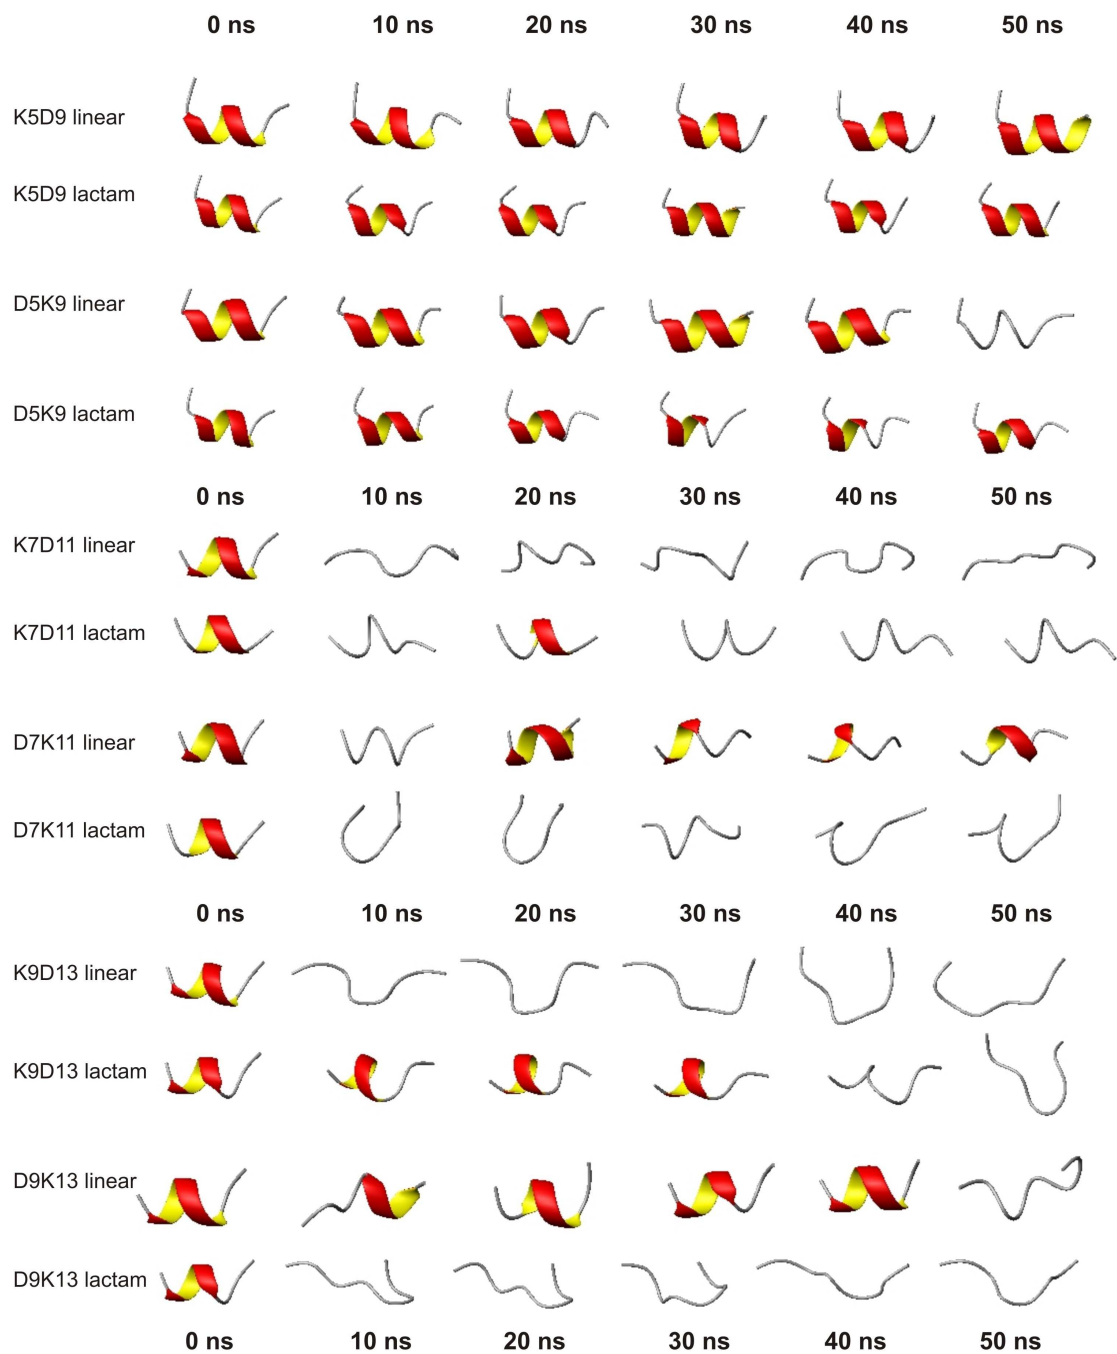 0 ns 10 ns 20 ns 30 ns 40 ns 50 ns
K5D9 linear
K5D9 lactam
D5K9 linear
D5K9 lactam
0 ns 10 ns 20 ns 30 ns 40 ns 50 ns
K7D11 linear
K7D11 lactam
D7K11 linear
D7K11 lactam
0 ns 10 ns 20 ns 30 ns 40 ns 50 ns
K9D13 linear
K9D13 lactam
D9K13 linear
D9K13 lactam
0 ns 10 ns 20 ns 30 ns 40 ns 50 ns